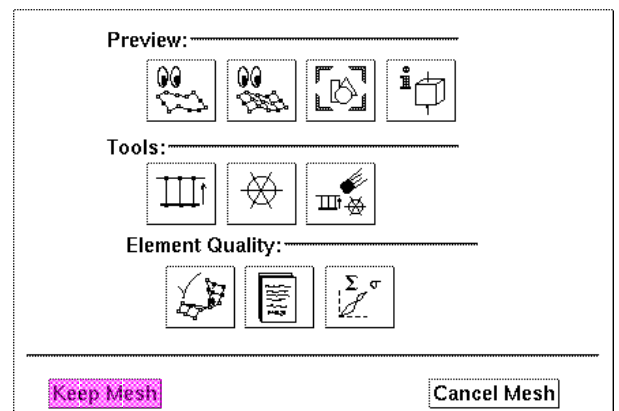 Preview:
i
Tools:
Element Quality:
Σ σ
Keep Mesh
Cancel Mesh